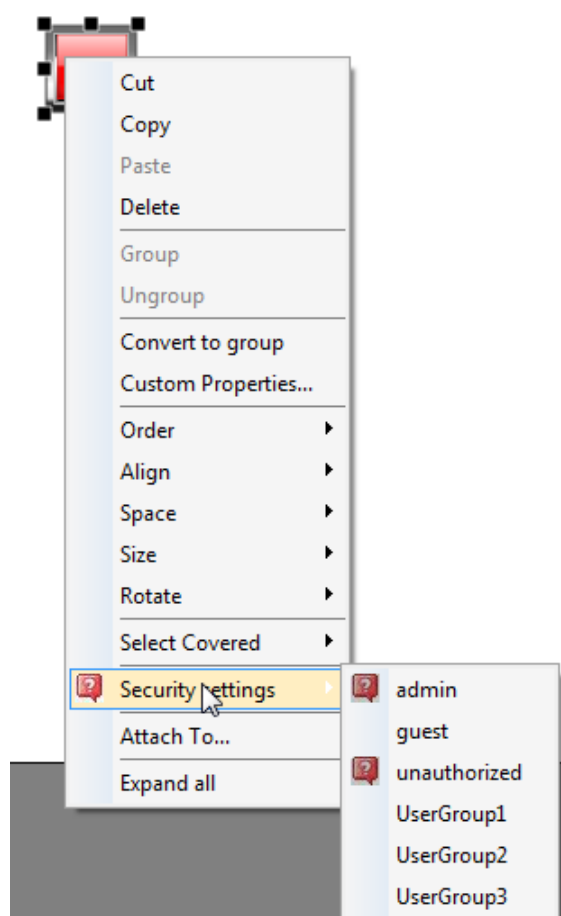 Cut
Copy
Paste
Delete
Group
Ungroup
Convert to group
Custom Properties...
Order
Align
Space
Size
Rotate
Select Covered
Security settings
Attach To...
Expand all
admin
guest
unauthorized
UserGroup1
UserGroup2
UserGroup3